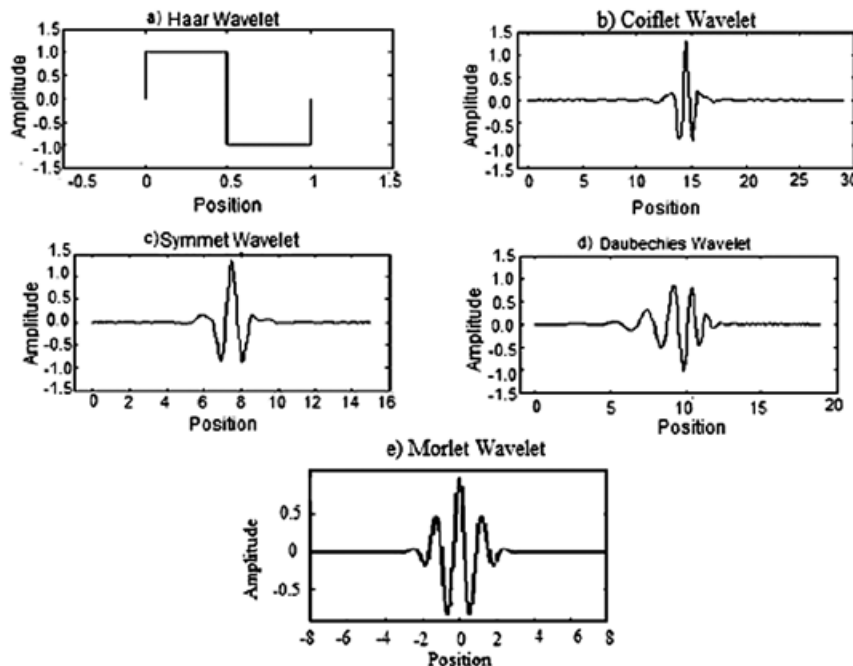 a) Haar Wavelet
Amplitude
1.5
1.0
0.5
0.0
-0.5
-1.0
-1.5
-0.5 0 0.5 1 1.5
Position
b) Coiflet Wavelet
Amplitude
1.5
1.0
0.5
0.0
-0.5
-1.0
-1.5
0 5 10 15 20 25 30
Position
c) Symmet Wavelet
Amplitude
1.5
1.0
0.5
0.0
-0.5
-1.0
-1.5
0 2 4 6 8 10 12 14 16
Position
d) Daubechies Wavelet
Amplitude
1.5
1.0
0.5
0.0
-0.5
-1.0
-1.5
0 5 10 15 20
Position
e) Morlet Wavelet
Amplitude
0.5
0
-0.5
-8 -6 -4 -2 0 2 4 6 8
Position